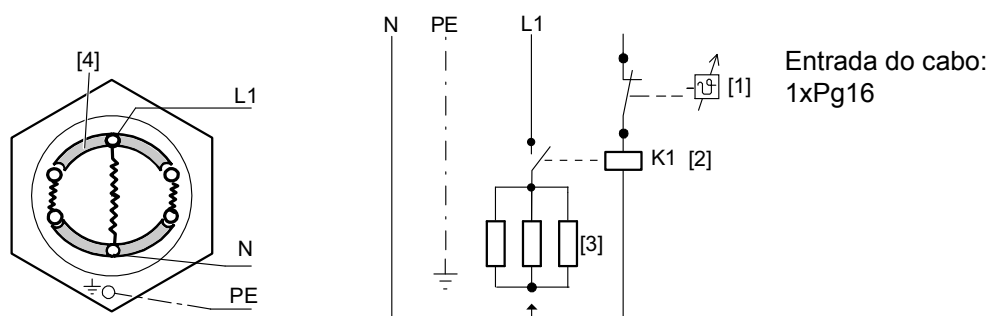 [4]
L1
N
PE
N
PE
L1
[1]
K1 [2]
[3]
Entrada do cabo:
1xPg16